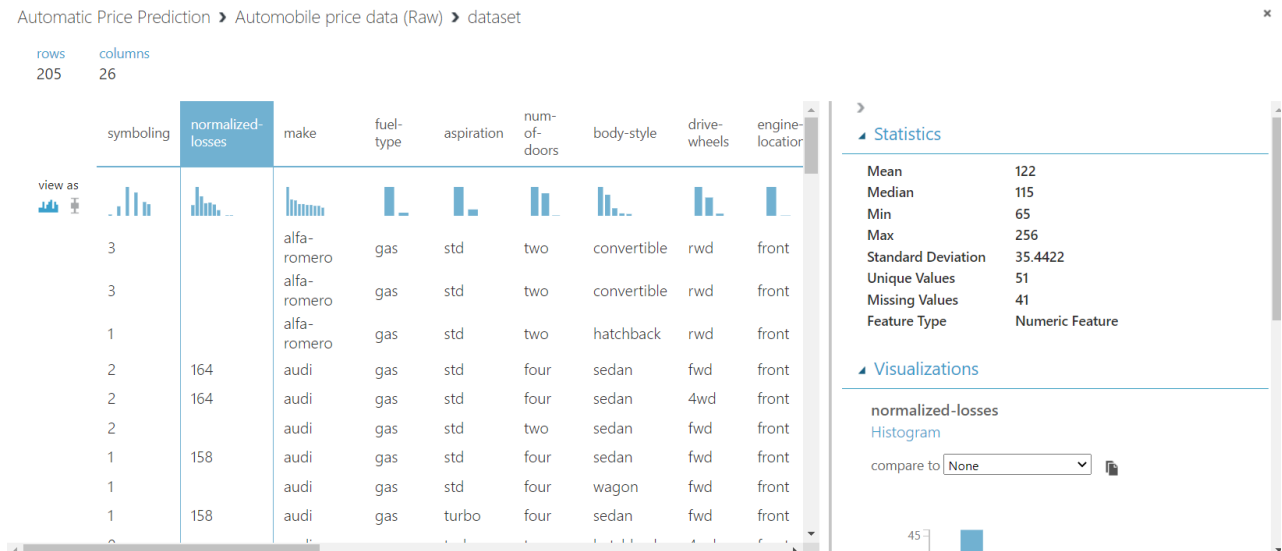 Automatic Price Prediction > Automobile price data (Raw) > dataset
×
rows columns
205 26
symboling normalized-losses make fuel-type aspiration num-of-doors body-style drive-wheels engine-location
view as
3 alfa-romero gas std two convertible rwd front
3 alfa-romero gas std two convertible rwd front
1 alfa-romero gas std two hatchback rwd front
2 164 audi gas std four sedan fwd front
2 164 audi gas std four sedan 4wd front
2 audi gas std two sedan fwd front
1 158 audi gas std four sedan fwd front
1 audi gas std four wagon fwd front
1 158 audi gas turbo four sedan fwd front
Statistics
Mean 122
Median 115
Min 65
Max 256
Standard Deviation 35.4422
Unique Values 51
Missing Values 41
Feature Type Numeric Feature
Visualizations
normalized-losses
Histogram
compare to None
45